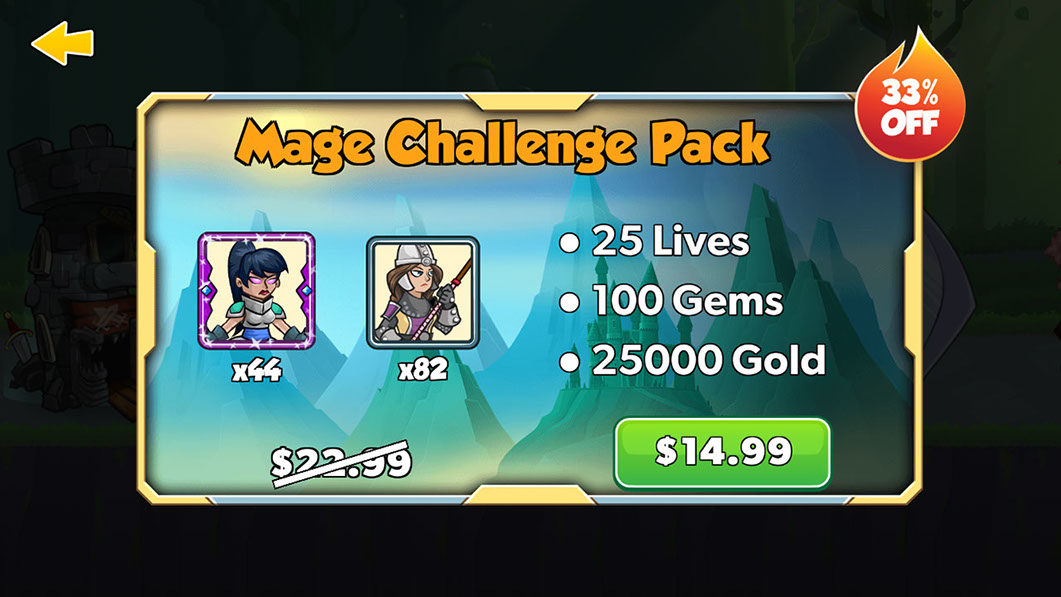 33%
OFF
Mage Challenge Pack
25 Lives
100 Gems
25000 Gold
x44
x82
$22.99
$14.99